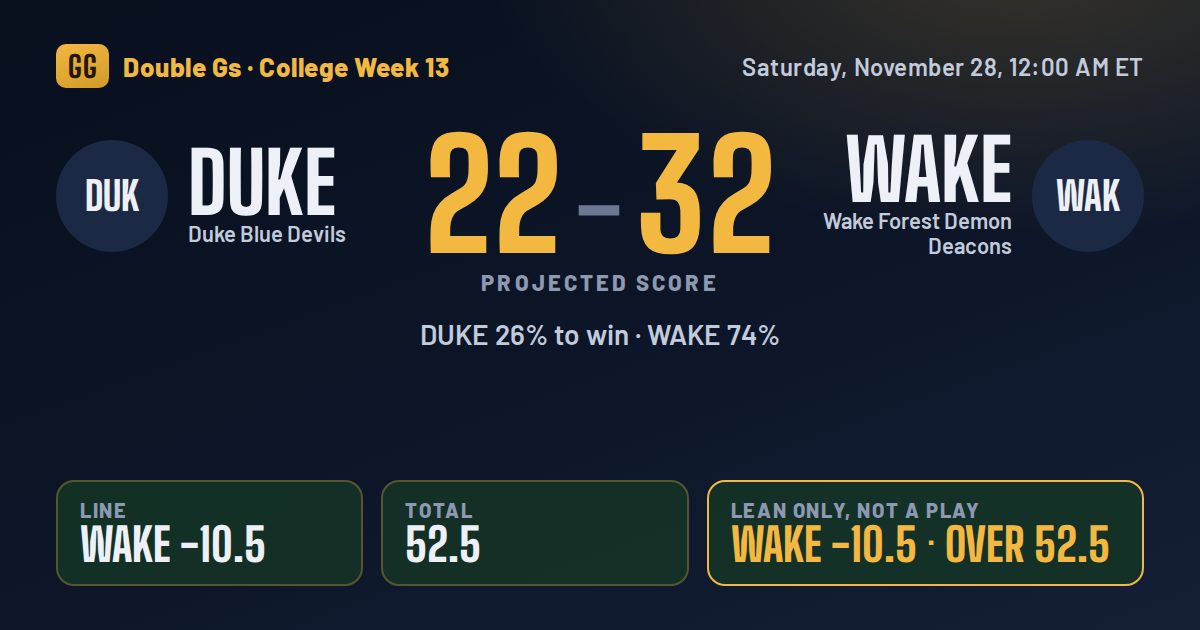 GG
Double Gs · College Week 13
Saturday, November 28, 12:00 AM ET
DUK
DUKE
Duke Blue Devils
22 – 32
PROJECTED SCORE
DUKE 26% to win · WAKE 74%
WAKE
Wake Forest Demon
Deacons
WAK
LINE
WAKE −10.5
TOTAL
52.5
LEAN ONLY, NOT A PLAY
WAKE −10.5 · OVER 52.5